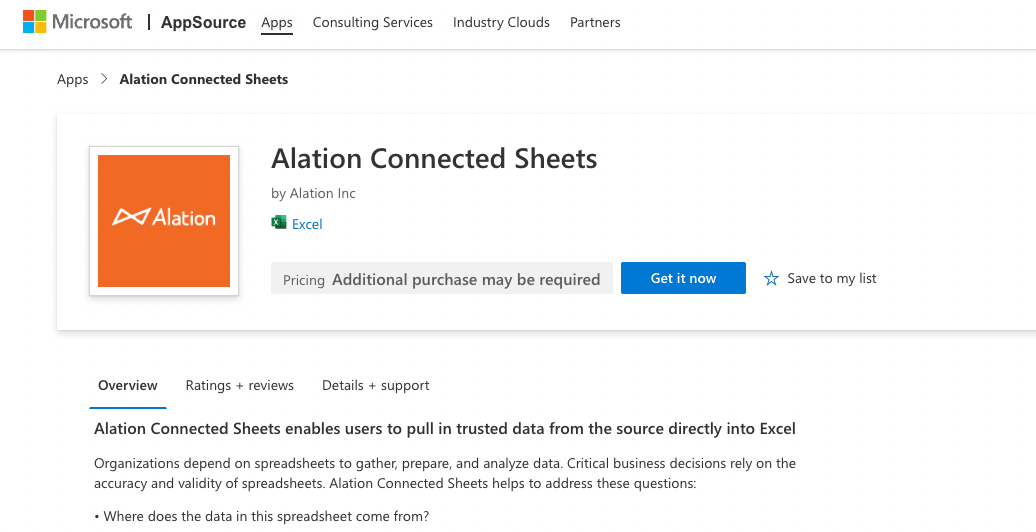 Microsoft | AppSource Apps Consulting Services Industry Clouds Partners
Apps > Alation Connected Sheets
Alation
Alation Connected Sheets
by Alation Inc
Excel
Pricing Additional purchase may be required Get it now Save to my list
Overview Ratings + reviews Details + support
Alation Connected Sheets enables users to pull in trusted data from the source directly into Excel
Organizations depend on spreadsheets to gather, prepare, and analyze data. Critical business decisions rely on the
accuracy and validity of spreadsheets. Alation Connected Sheets helps to address these questions:
• Where does the data in this spreadsheet come from?